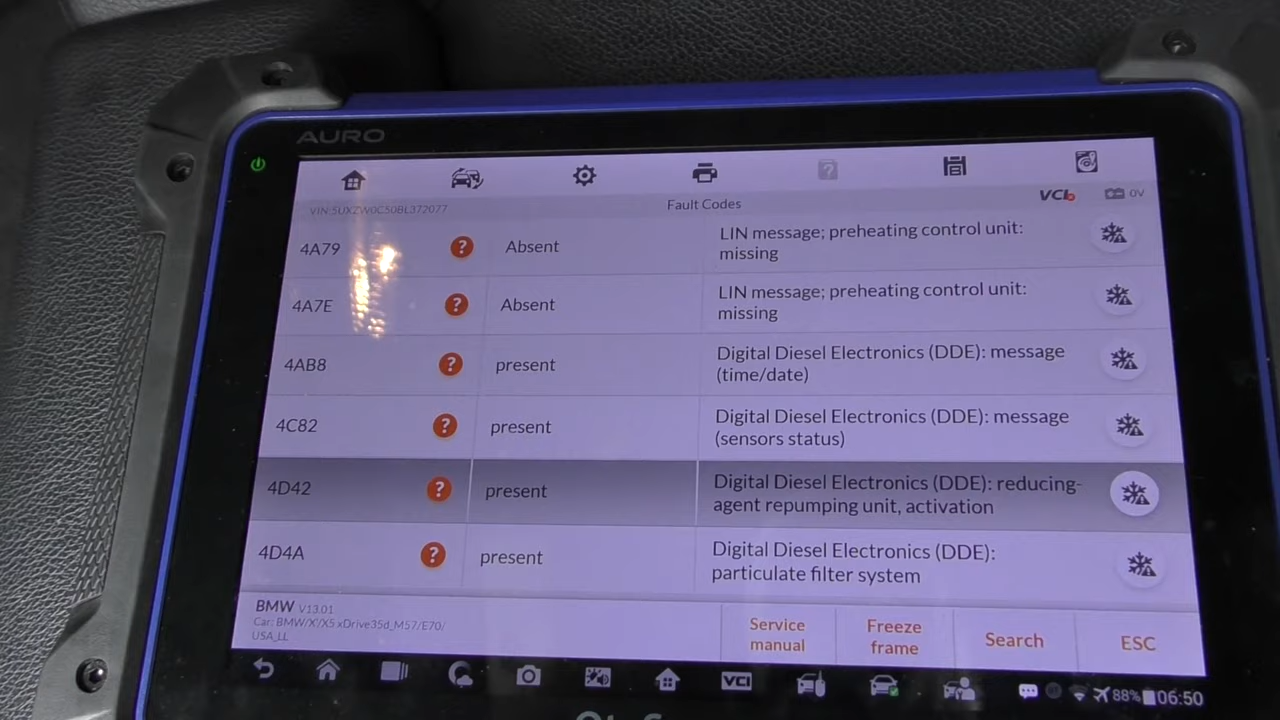 AURO
VCI
0V
VIN:5UXZW0C50BL372077
Fault Codes
4A79 ? Absent LIN message; preheating control unit:
missing
4A7E ? Absent LIN message; preheating control unit:
missing
4AB8 ? present Digital Diesel Electronics (DDE): message
(time/date)
4C82 ? present Digital Diesel Electronics (DDE): message
(sensors status)
4D42 ? present Digital Diesel Electronics (DDE): reducing-
agent repumping unit, activation
4D4A ? present Digital Diesel Electronics (DDE):
particulate filter system
BMW V13.01
Car: BMW/X'/X5 xDrive35d_M57/E70/
USA_LL
Service
manual
Freeze
frame
Search
ESC
VCI
88% 06:50